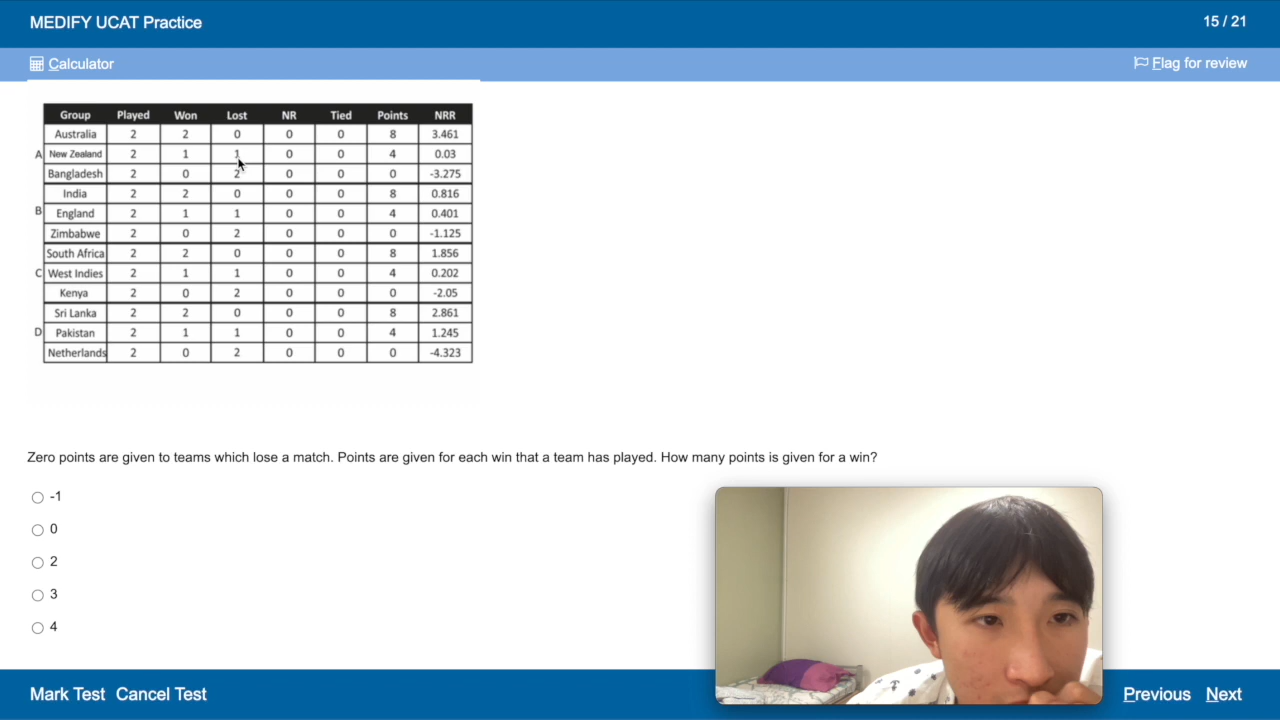 MEDIFY UCAT Practice
15 / 21
Calculator
Flag for review
Group Played Won Lost NR Tied Points NRR
Australia 2 2 0 0 0 8 3.461
A New Zealand 2 1 1 0 0 4 0.03
Bangladesh 2 0 2 0 0 0 -3.275
India 2 2 0 0 0 8 0.816
B England 2 1 1 0 0 4 0.401
Zimbabwe 2 0 2 0 0 0 -1.125
South Africa 2 2 0 0 0 8 1.856
C West Indies 2 1 1 0 0 4 0.202
Kenya 2 0 2 0 0 0 -2.05
Sri Lanka 2 2 0 0 0 8 2.861
D Pakistan 2 1 1 0 0 4 1.245
Netherlands 2 0 2 0 0 0 -4.323
Zero points are given to teams which lose a match. Points are given for each win that a team has played. How many points is given for a win?
-1
0
2
3
4
Mark Test Cancel Test
Previous Next